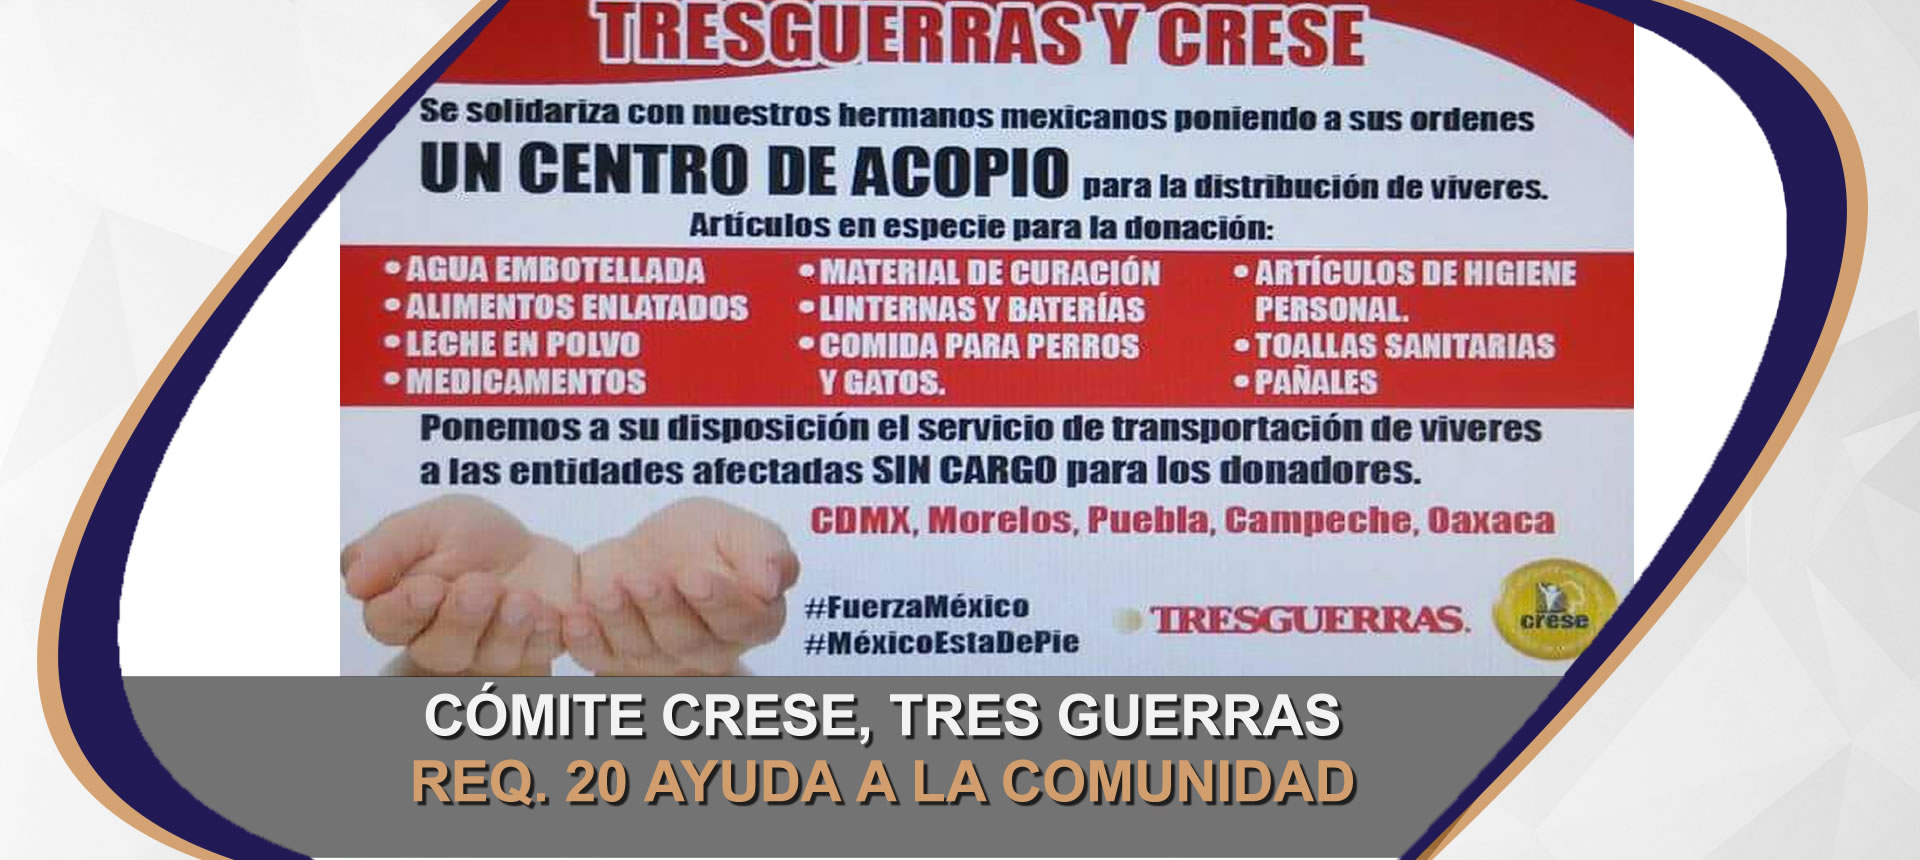 TRESGUERRAS Y CRESE
Se solidariza con nuestros hermanos mexicanos poniendo a sus ordenes
UN CENTRO DE ACOPIO para la distribución de viveres.
Artículos en especie para la donación:
• AGUA EMBOTELLADA
• ALIMENTOS ENLATADOS
• LECHE EN POLVO
• MEDICAMENTOS
• MATERIAL DE CURACIÓN
• LINTERNAS Y BATERÍAS
• COMIDA PARA PERROS
Y GATOS.
• ARTÍCULOS DE HIGIENE
PERSONAL.
• TOALLAS SANITARIAS
• PAÑALES
Ponemos a su disposición el servicio de transportación de viveres
a las entidades afectadas SIN CARGO para los donadores.
CDMX, Morelos, Puebla, Campeche, Oaxaca
#FuerzaMéxico
#MéxicoEstaDePie
TRESGUERRAS.
crese
CÓMITE CRESE, TRES GUERRAS
REQ. 20 AYUDA A LA COMUNIDAD